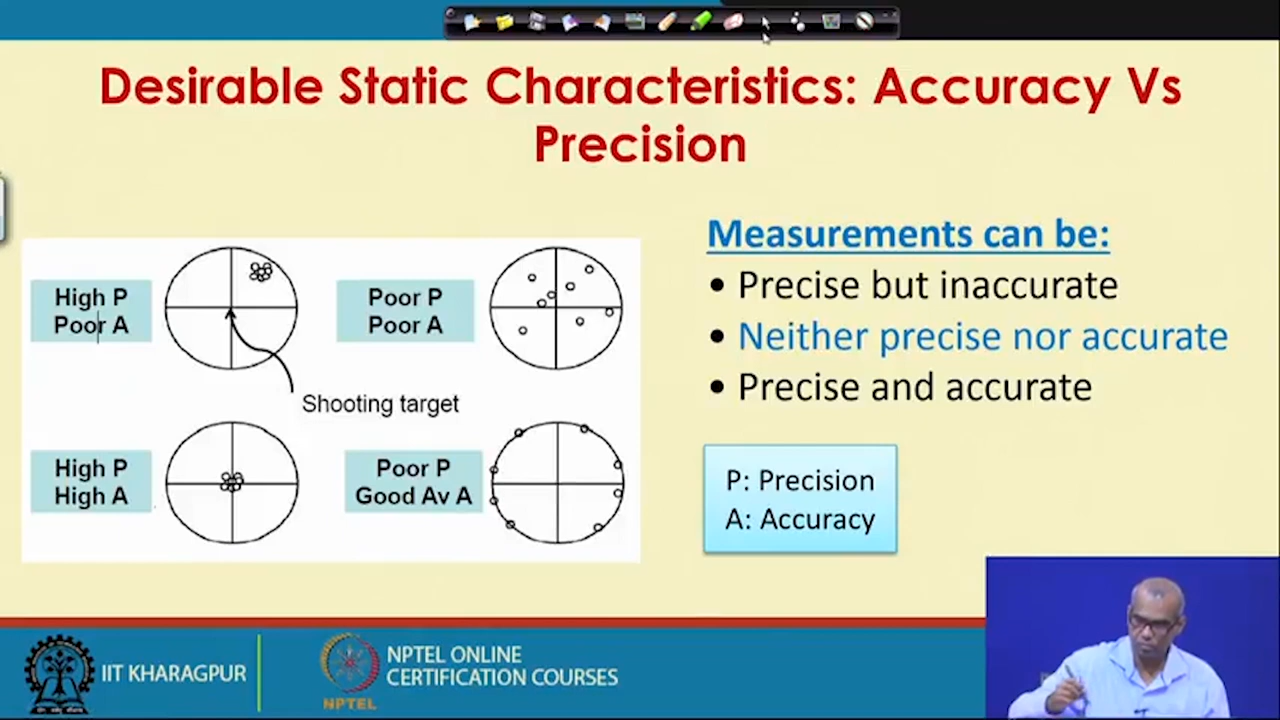 Desirable Static Characteristics: Accuracy Vs
Precision
High P
Poor A
Poor P
Poor A
Shooting target
High P
High A
Poor P
Good Av A
Measurements can be:
• Precise but inaccurate
• Neither precise nor accurate
• Precise and accurate
P: Precision
A: Accuracy
IIT KHARAGPUR
NPTEL
NPTEL ONLINE
CERTIFICATION COURSES